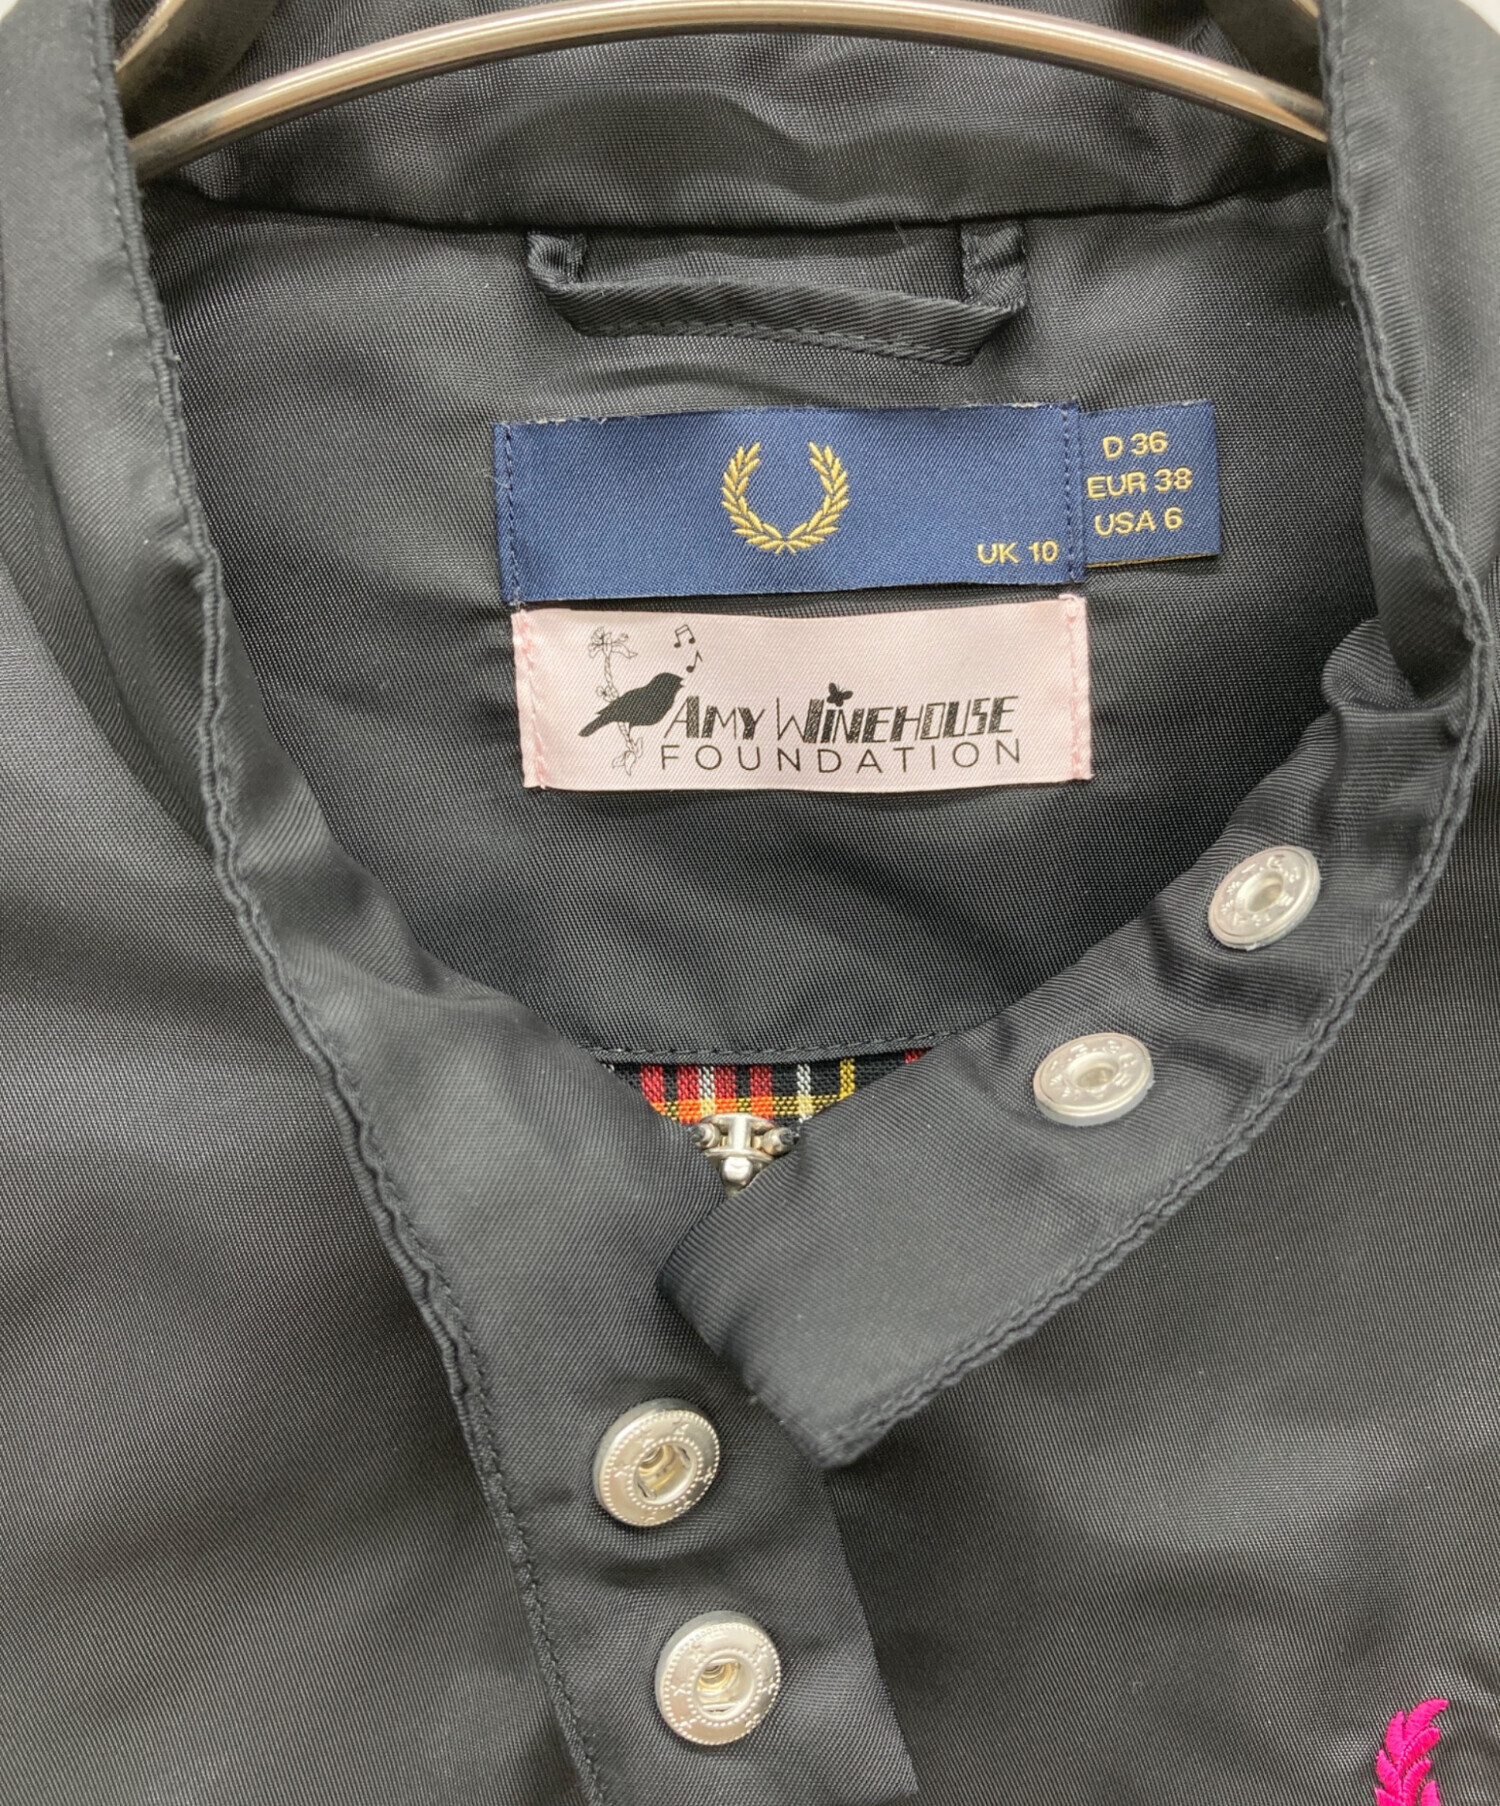 D 36
EUR 38
USA 6
UK 10
AMY WINEHOUSE
FOUNDATION